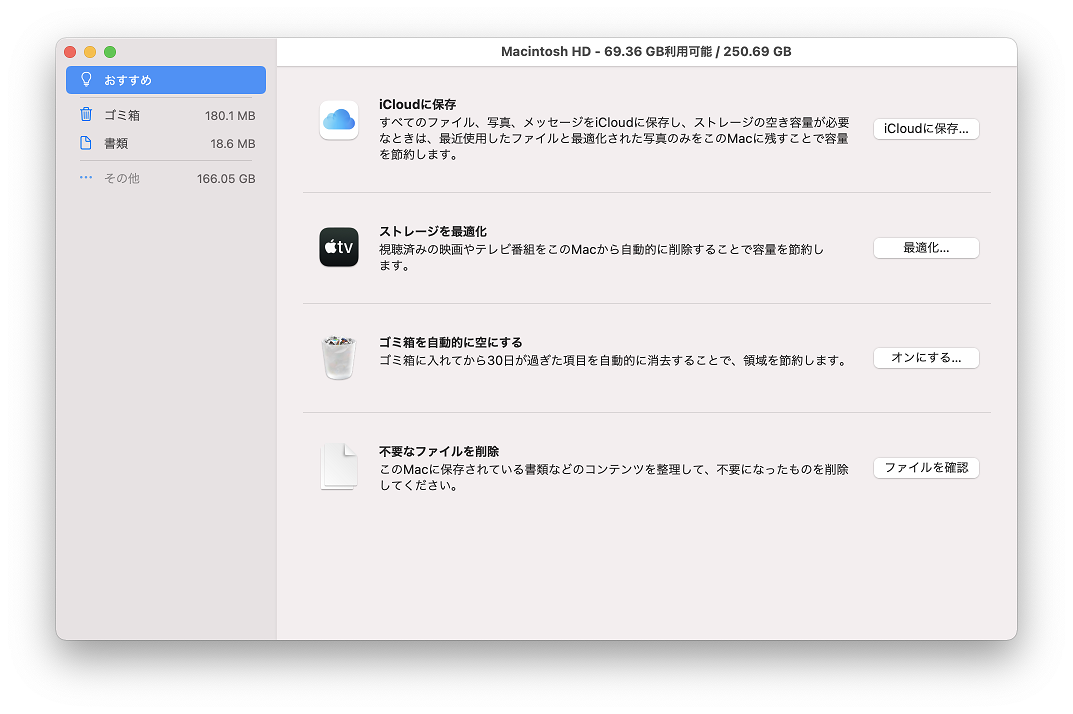 Macintosh HD - 69.36 GB利用可能 / 250.69 GB
おすすめ
ゴミ箱 180.1 MB
書類 18.6 MB
その他 166.05 GB
iCloudに保存
すべてのファイル、写真、メッセージをiCloudに保存し、ストレージの空き容量が必要
なときは、最近使用したファイルと最適化された写真のみをこのMacに残すことで容量
を節約します。
iCloudに保存...
tv
ストレージを最適化
視聴済みの映画やテレビ番組をこのMacから自動的に削除することで容量を節約し
ます。
最適化...
ゴミ箱を自動的に空にする
ゴミ箱に入れてから30日が過ぎた項目を自動的に消去することで、領域を節約します。
オンにする...
不要なファイルを削除
このMacに保存されている書類などのコンテンツを整理して、不要になったものを削除
してください。
ファイルを確認